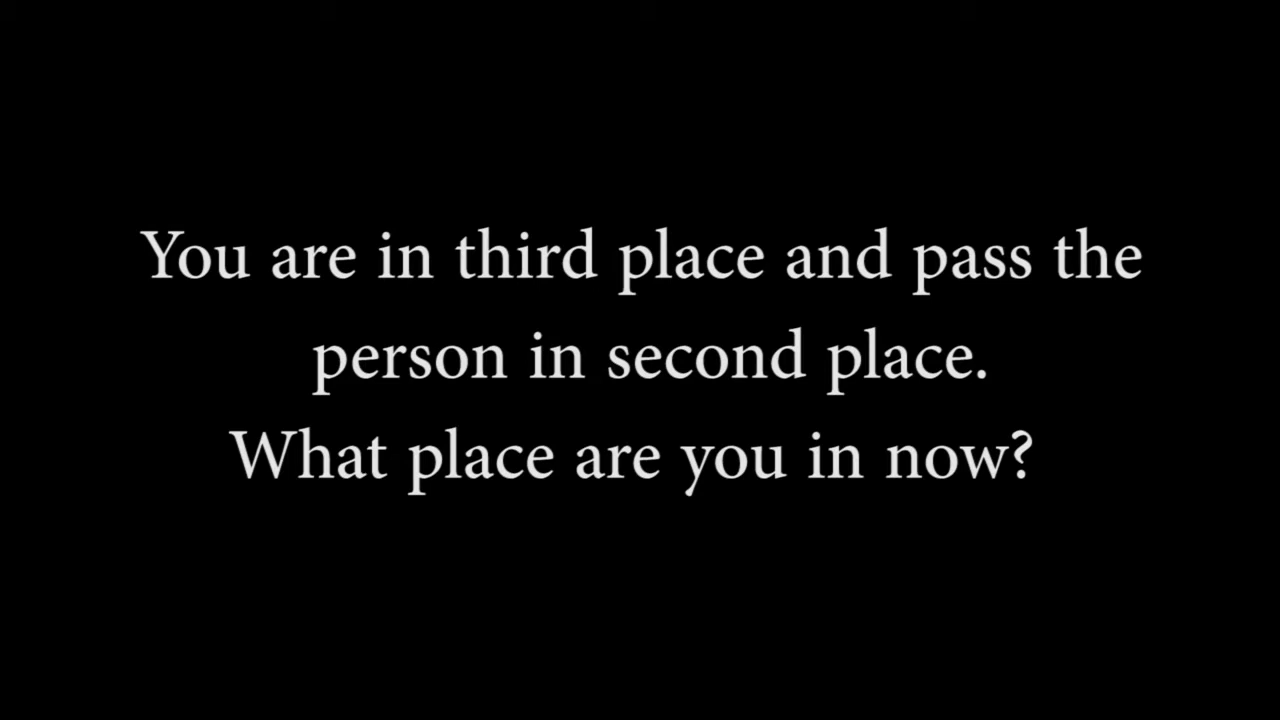 You are in third place and pass the
person in second place.
What place are you in now?